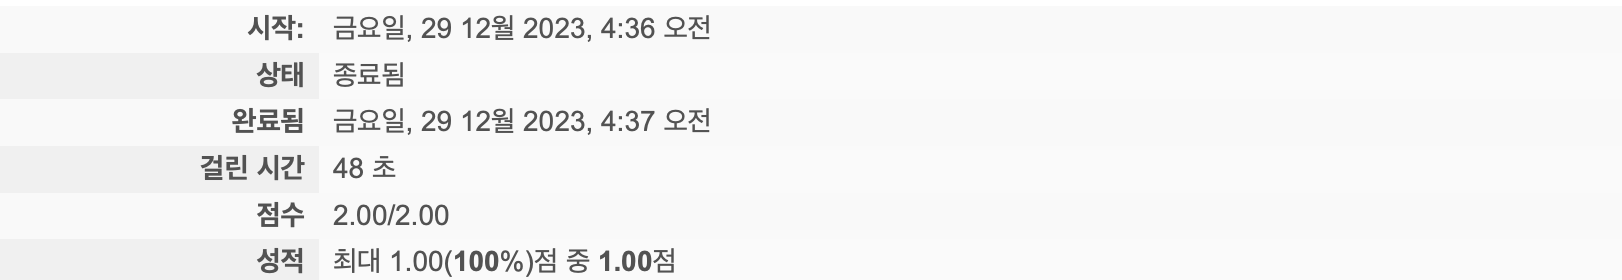 시작: 금요일, 29 12월 2023, 4:36 오전
상태 종료됨
완료됨 금요일, 29 12월 2023, 4:37 오전
걸린 시간 48 초
점수 2.00/2.00
성적 최대 1.00(100%)점 중 1.00점